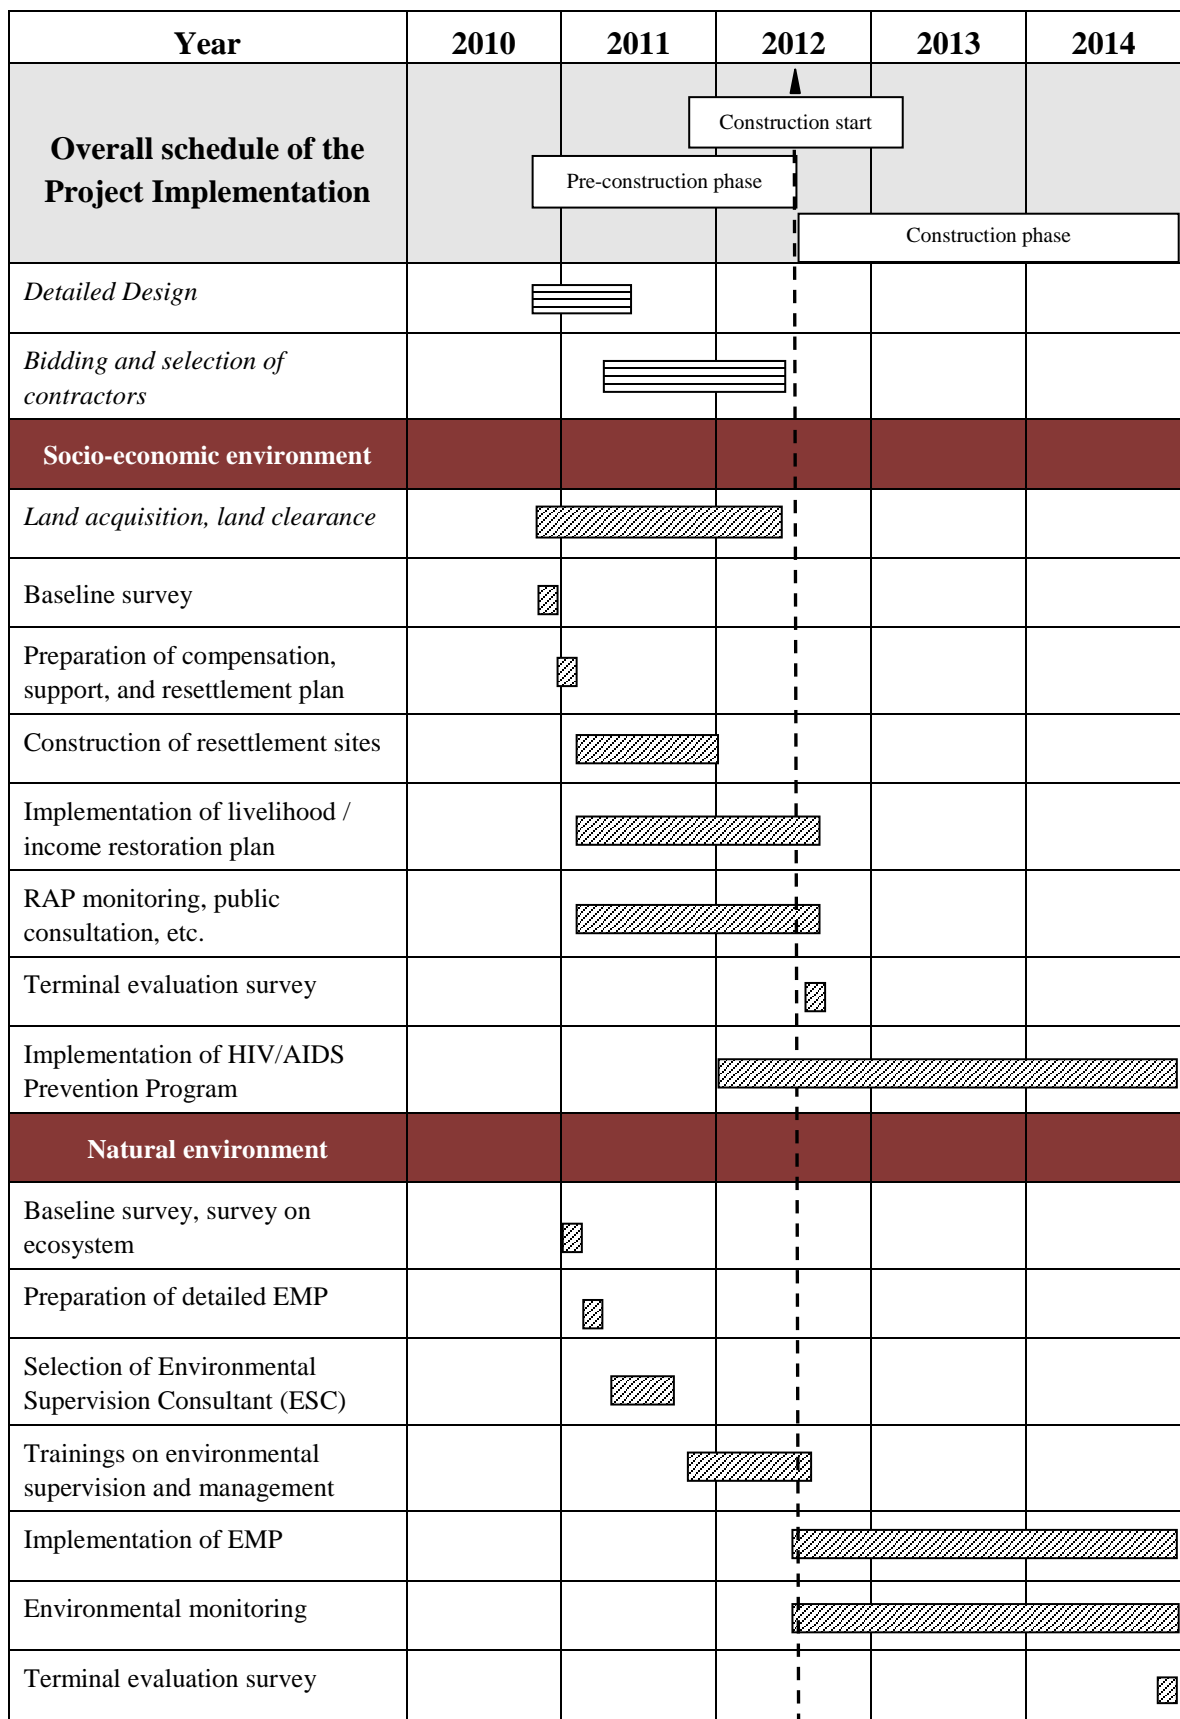 Year 2010 2011 2012 2013 2014
Construction start
Overall schedule of the
Project Implementation
Pre-construction phase
Construction phase
Detailed Design
Bidding and selection of
contractors
Socio-economic environment
Land acquisition, land clearance
Baseline survey
Preparation of compensation,
support, and resettlement plan
Construction of resettlement sites
Implementation of livelihood /
income restoration plan
RAP monitoring, public
consultation, etc.
Terminal evaluation survey
Implementation of HIV/AIDS
Prevention Program
Natural environment
Baseline survey, survey on
ecosystem
Preparation of detailed EMP
Selection of Environmental
Supervision Consultant (ESC)
Trainings on environmental
supervision and management
Implementation of EMP
Environmental monitoring
Terminal evaluation survey